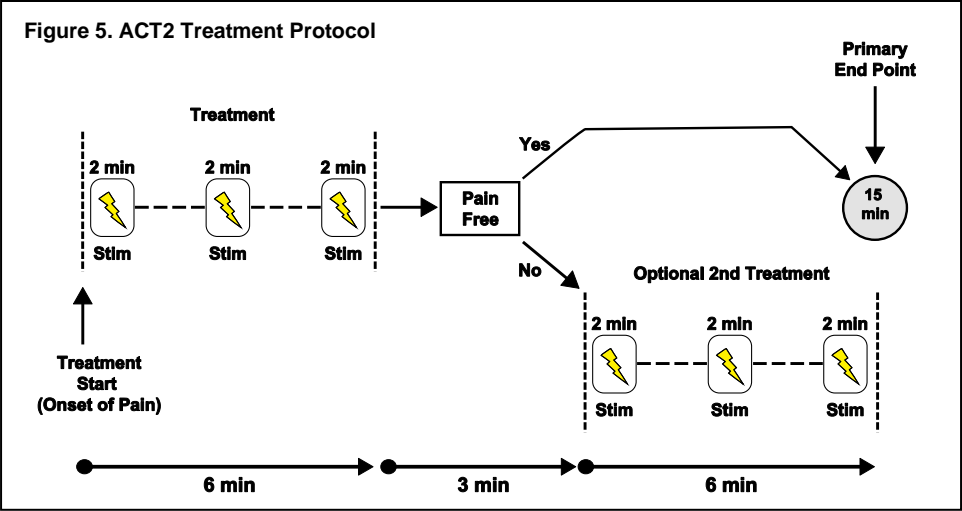 Figure 5. ACT2 Treatment Protocol
Primary
End Point
Treatment
Yes
2 min
2 min
2 min
15
min
Pain
Free
Stim
Stim
Stim
No
Optional 2nd Treatment
2 min
2 min
2 min
Treatment
Start
(Onset of Pain)
Stim
Stim
Stim
6 min
3 min
6 min